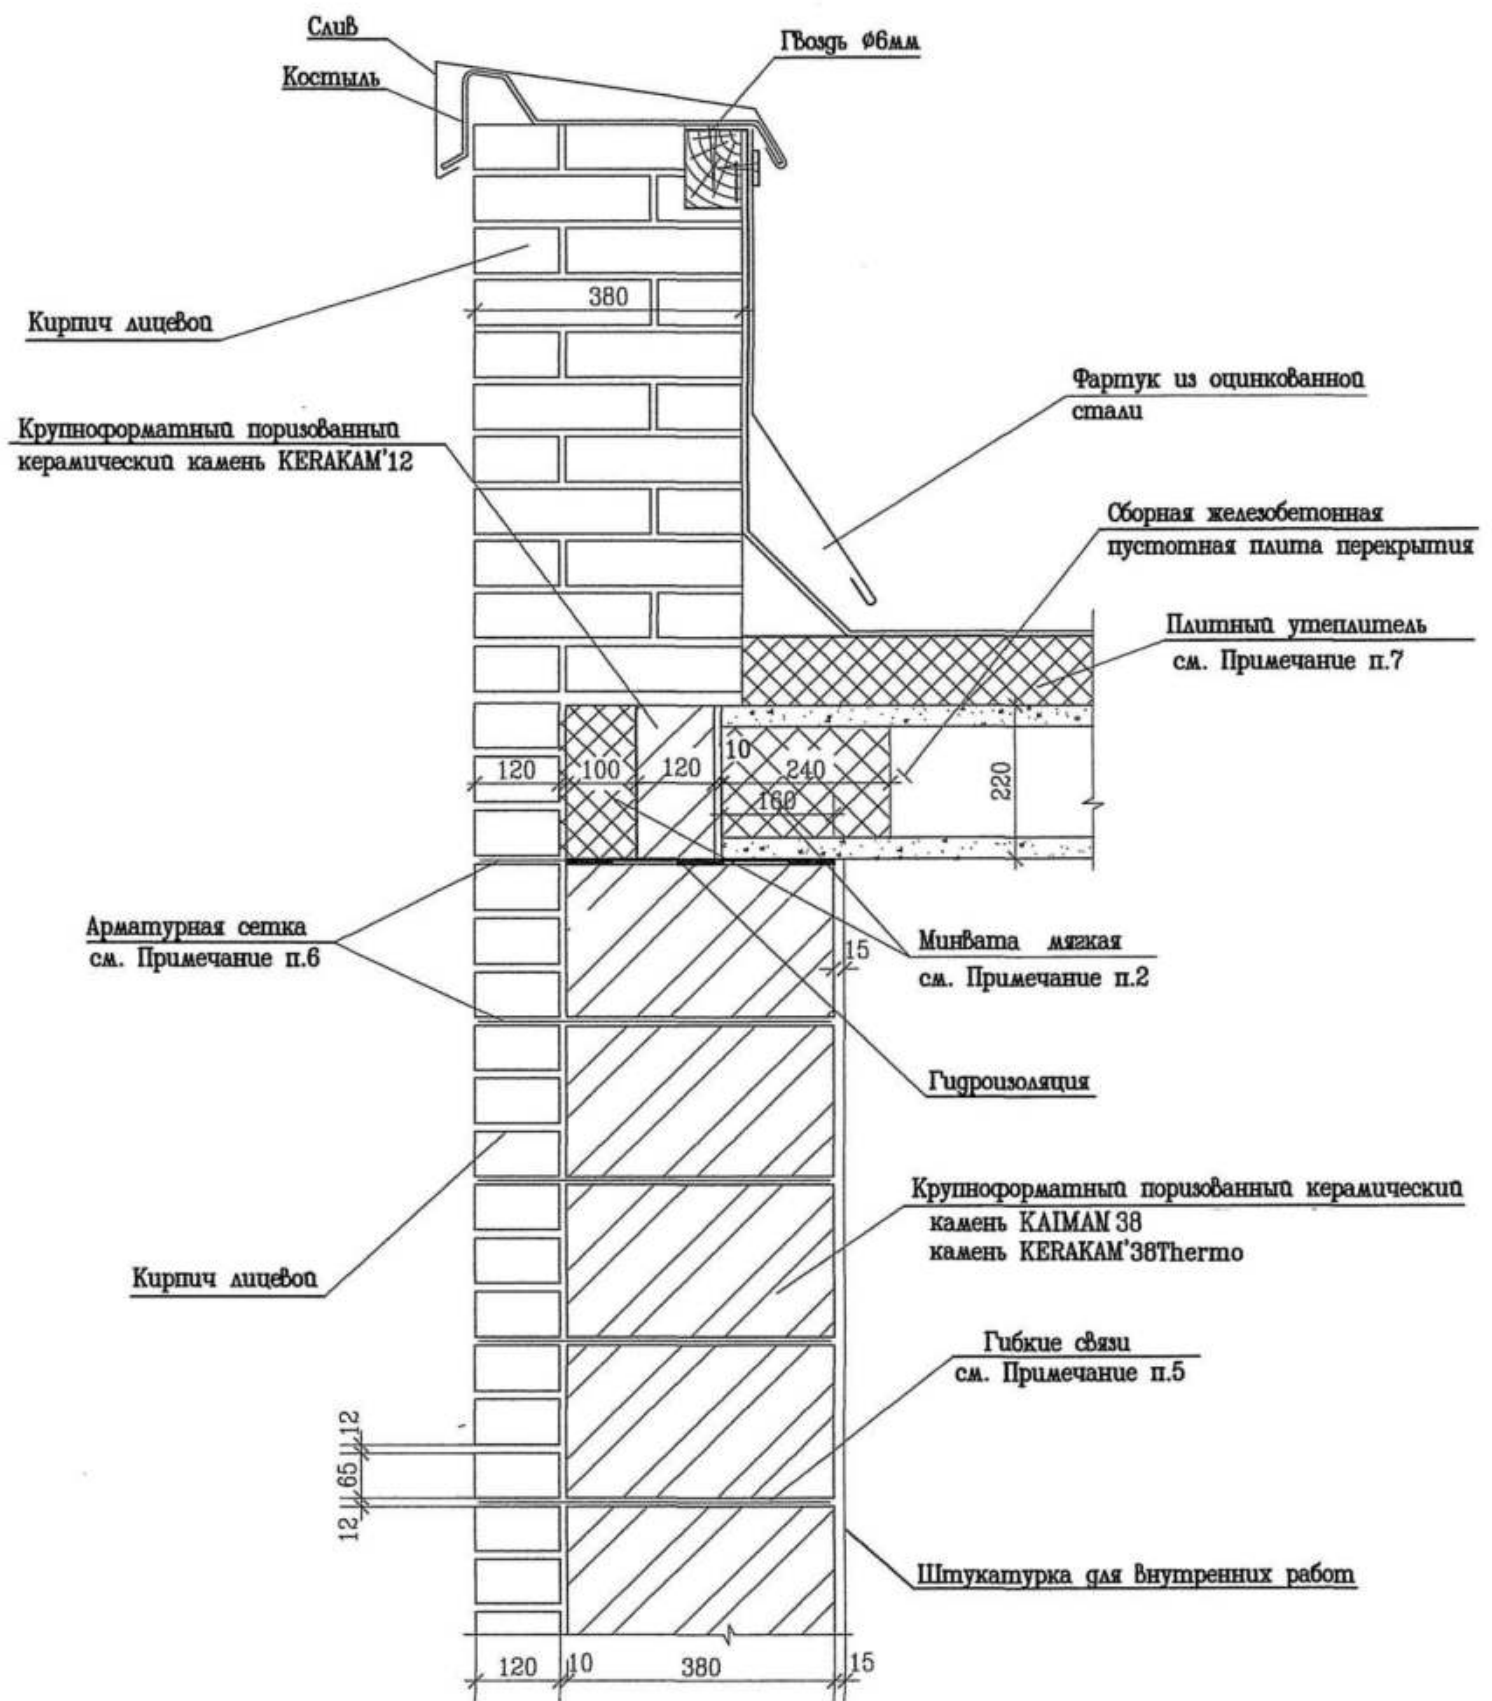 Слив
Гвоздь ϕ6мм
Костыль
380
Кирпич лицевой
Фартук из оцинкованной
стали
Крупноформатный поризованный
керамический камень KERAKAM'12
Сборная железобетонная
пустотная плита перекрытия
Плитный утеплитель
см. Примечание п.7
10
120
100
120
240
220
160
Арматурная сетка
см. Примечание п.6
Минвата мягкая
см. Примечание п.2
15
Гидроизоляция
Крупноформатный поризованный керамический
камень KAIMAN 38
камень KERAKAM'38Thermo
Кирпич лицевой
Гибкие связи
см. Примечание п.5
12
65
12
Штукатурка для внутренних работ
120
10
380
15